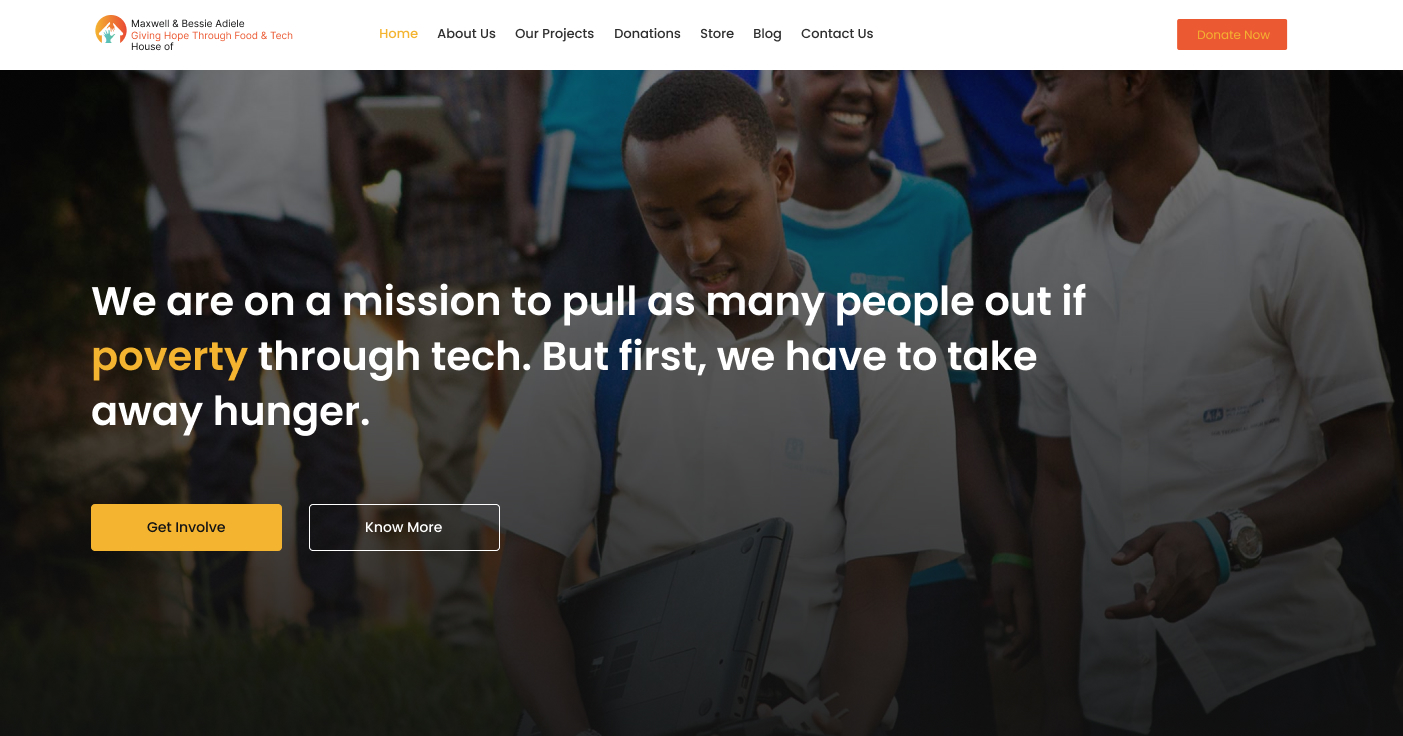 Maxwell & Bessie Adiele
Giving Hope Through Food & Tech
House of
Home About Us Our Projects Donations Store Blog Contact Us
Donate Now
We are on a mission to pull as many people out if
poverty through tech. But first, we have to take
away hunger.
Get Involve
Know More